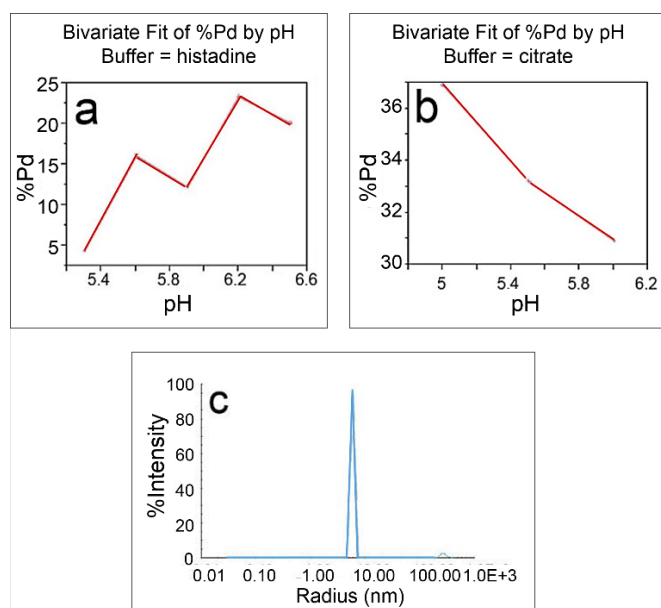 Bivariate Fit of %Pd by pH
Buffer = histadine
a
25
20
15
10
5
%Pd
5.4 5.8 6.2 6.6
pH
Bivariate Fit of %Pd by pH
Buffer = citrate
b
36
34
32
31
30
%Pd
5 5.4 5.8 6.2
pH
c
100
80
60
40
20
0
%Intensity
0.01 0.10 1.00 10.00 100.00 1.0E+3
Radius (nm)